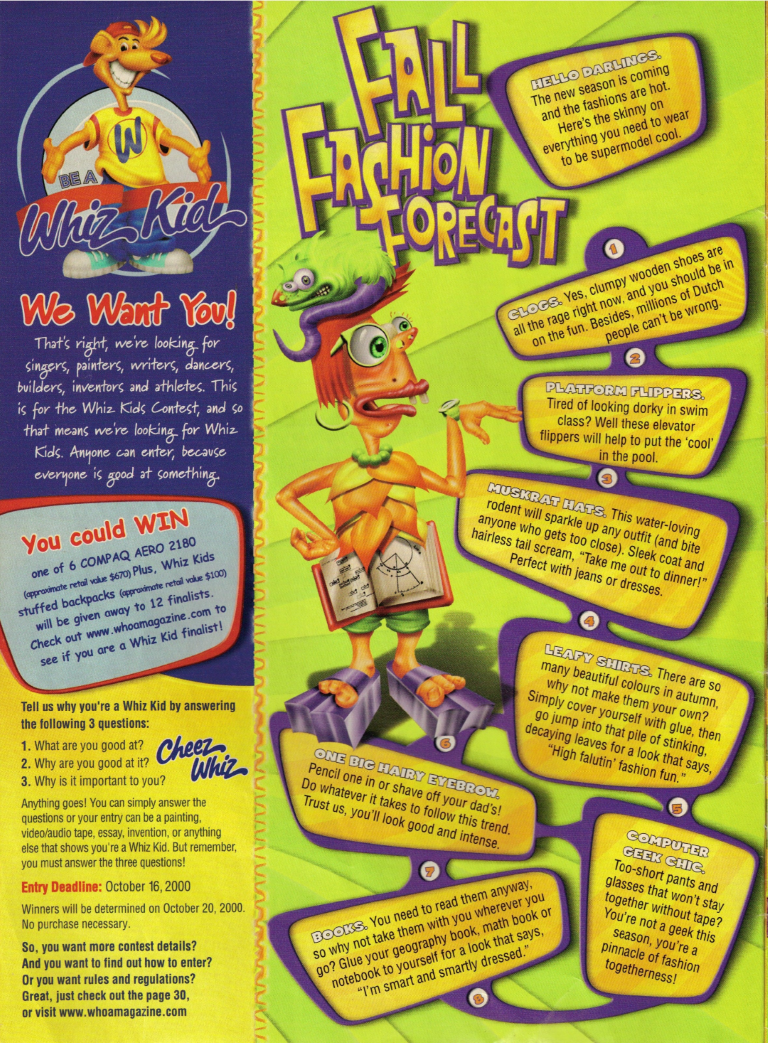 W
BE A
Whiz Kid
We Want You!
That's right, we're looking for
singers, painters, writers, dancers,
builders, inventors and athletes. This
is for the Whiz Kids Contest, and so
that means we're looking for Whiz
Kids. Anyone can enter, because
everyone is good at something.
You could WIN
one of 6 COMPAQ AERO 2180
(approximate retail value $670) Plus, Whiz Kids
stuffed backpacks (approximate retail value $100)
will be given away to 12 finalists.
Check out www.whoamagazine.com to
see if you are a Whiz Kid finalist!
Tell us why you're a Whiz Kid by answering
the following 3 questions:
1. What are you good at?
2. Why are you good at it?
3. Why is it important to you?
Cheez
Whiz
Anything goes! You can simply answer the
questions or your entry can be a painting,
video/audio tape, essay, invention, or anything
else that shows you're a Whiz Kid. But remember,
you must answer the three questions!
Entry Deadline: October 16, 2000
Winners will be determined on October 20, 2000.
No purchase necessary.
So, you want more contest details?
And you want to find out how to enter?
Or you want rules and regulations?
Great, just check out the page 30,
or visit www.whoamagazine.com
FALL
FASHION
FORECAST
HELLO DARLINGS.
The new season is coming
and the fashions are hot.
Here's the skinny on
everything you need to wear
to be supermodel cool.
1
CLOGS. Yes, clumpy wooden shoes are
all the rage right now, and you should be in
on the fun. Besides, millions of Dutch
people can't be wrong.
2
PLATFORM FLIPPERS.
Tired of looking dorky in swim
class? Well these elevator
flippers will help to put the 'cool'
in the pool.
3
MUSKRAT HATS. This water-loving
rodent will sparkle up any outfit (and bite
anyone who gets too close). Sleek coat and
hairless tail scream, "Take me out to dinner!"
Perfect with jeans or dresses.
4
LEAFY SHIRTS. There are so
many beautiful colours in autumn,
why not make them your own?
Simply cover yourself with glue, then
go jump into that pile of stinking,
decaying leaves for a look that says,
"High falutin' fashion fun."
5
COMPUTER
GEEK CHIC.
Too-short pants and
glasses that won't stay
together without tape?
You're not a geek this
season, you're a
pinnacle of fashion
togetherness!
6
ONE BIG HAIRY EYEBROW.
Pencil one in or shave off your dad's!
Do whatever it takes to follow this trend.
Trust us, you'll look good and intense.
7
BOOKS. You need to read them anyway,
so why not take them with you wherever you
go? Glue your geography book, math book or
notebook to yourself for a look that says,
"I'm smart and smartly dressed."
8